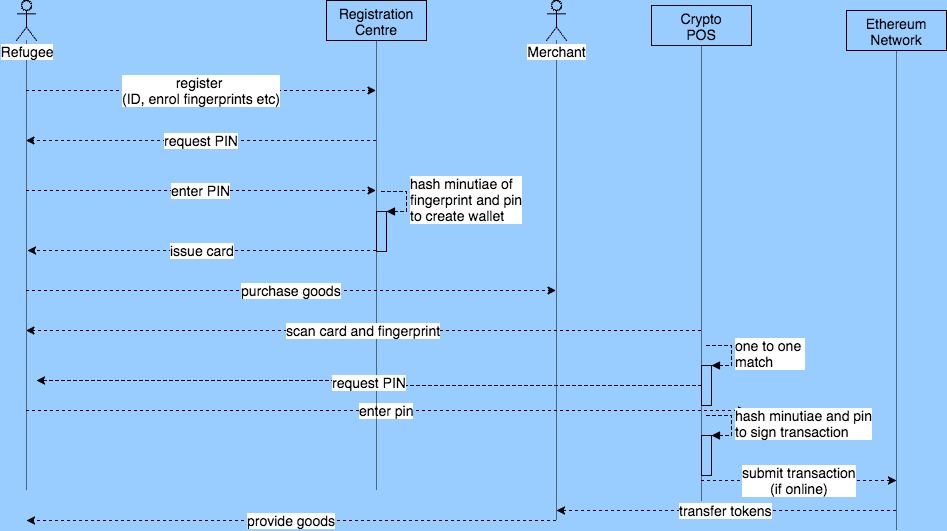 Refugee
Registration
Centre
Merchant
Crypto
POS
Ethereum
Network
register
(ID, enrol fingerprints etc)
request PIN
enter PIN
hash minutiae of
fingerprint and pin
to create wallet
issue card
purchase goods
scan card and fingerprint
one to one
match
request PIN
enter pin
hash minutiae and pin
to sign transaction
submit transaction
(if online)
transfer tokens
provide goods